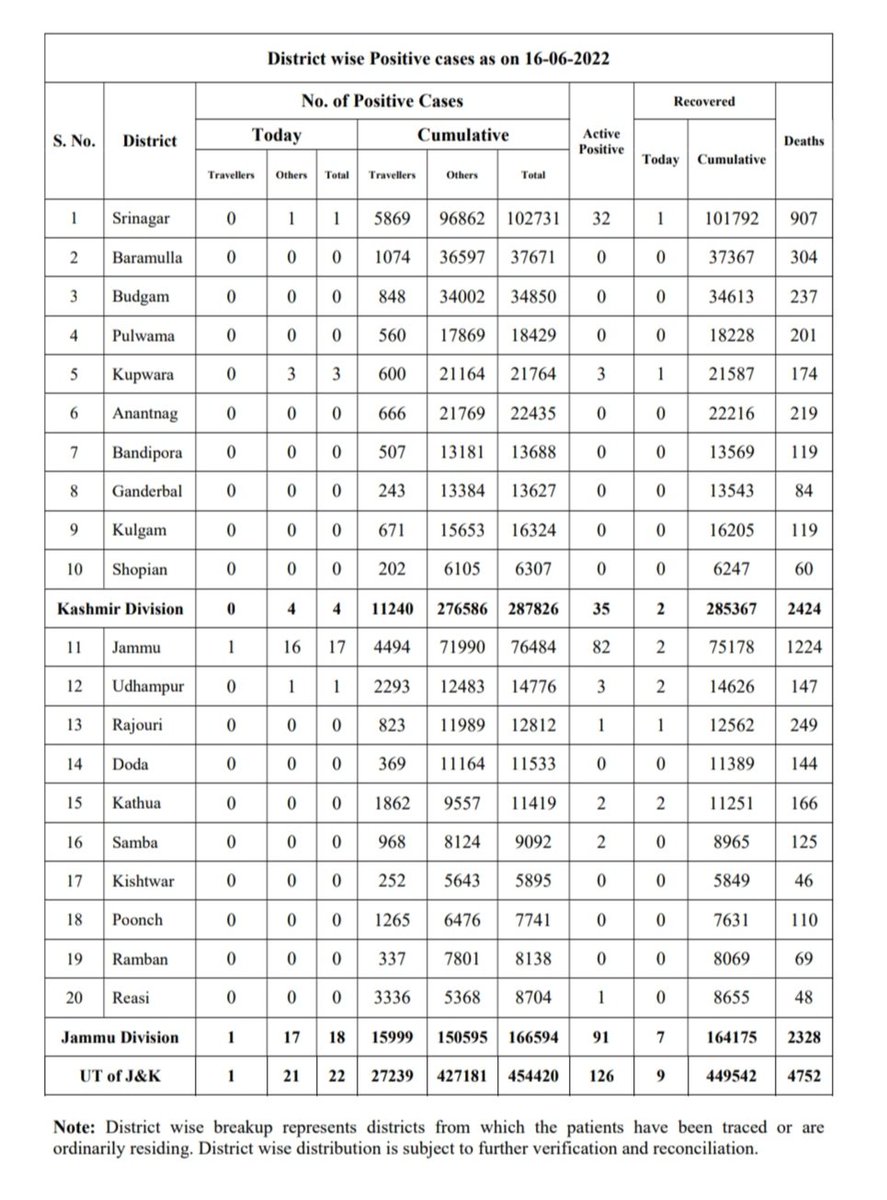 District wise Positive cases as on 16-06-2022
S. No. District No. of Positive Cases Active Positive Recovered Deaths
Today Cumulative Today Cumulative
Travellers Others Total Travellers Others Total
1 Srinagar 0 1 1 5869 96862 102731 32 1 101792 907
2 Baramulla 0 0 0 1074 36597 37671 0 0 37367 304
3 Budgam 0 0 0 848 34002 34850 0 0 34613 237
4 Pulwama 0 0 0 560 17869 18429 0 0 18228 201
5 Kupwara 0 3 3 600 21164 21764 3 1 21587 174
6 Anantnag 0 0 0 666 21769 22435 0 0 22216 219
7 Bandipora 0 0 0 507 13181 13688 0 0 13569 119
8 Ganderbal 0 0 0 243 13384 13627 0 0 13543 84
9 Kulgam 0 0 0 671 15653 16324 0 0 16205 119
10 Shopian 0 0 0 202 6105 6307 0 0 6247 60
Kashmir Division 0 4 4 11240 276586 287826 35 2 285367 2424
11 Jammu 1 16 17 4494 71990 76484 82 2 75178 1224
12 Udhampur 0 1 1 2293 12483 14776 3 2 14626 147
13 Rajouri 0 0 0 823 11989 12812 1 1 12562 249
14 Doda 0 0 0 369 11164 11533 0 0 11389 144
15 Kathua 0 0 0 1862 9557 11419 2 2 11251 166
16 Samba 0 0 0 968 8124 9092 2 0 8965 125
17 Kishtwar 0 0 0 252 5643 5895 0 0 5849 46
18 Poonch 0 0 0 1265 6476 7741 0 0 7631 110
19 Ramban 0 0 0 337 7801 8138 0 0 8069 69
20 Reasi 0 0 0 3336 5368 8704 1 0 8655 48
Jammu Division 1 17 18 15999 150595 166594 91 7 164175 2328
UT of J&K 1 21 22 27239 427181 454420 126 9 449542 4752
Note: District wise breakup represents districts from which the patients have been traced or are
ordinarily residing. District wise distribution is subject to further verification and reconciliation.